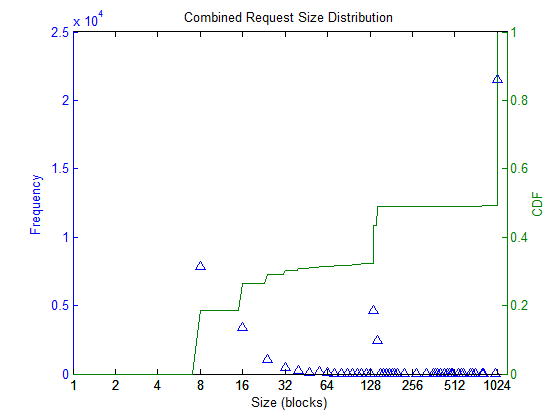 Combined Request Size Distribution
x 10^4
2.5
2
1.5
1
0.5
0
Frequency
1
0.8
0.6
0.4
0.2
0
CDF
1 2 4 8 16 32 64 128 256 512 1024
Size (blocks)